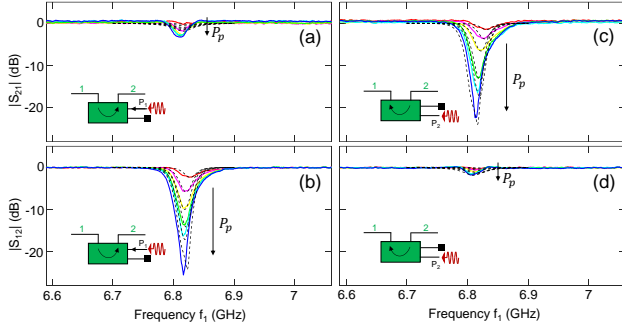 0
-10
-20
|S21| (dB)
(a)
Pp
1 2
P1
(c)
Pp
1 2
P2
0
-10
-20
|S12| (dB)
(b)
Pp
1 2
P1
(d)
Pp
1 2
P2
6.6 6.7 6.8 6.9 7
6.6 6.7 6.8 6.9 7
Frequency f1 (GHz)
Frequency f1 (GHz)